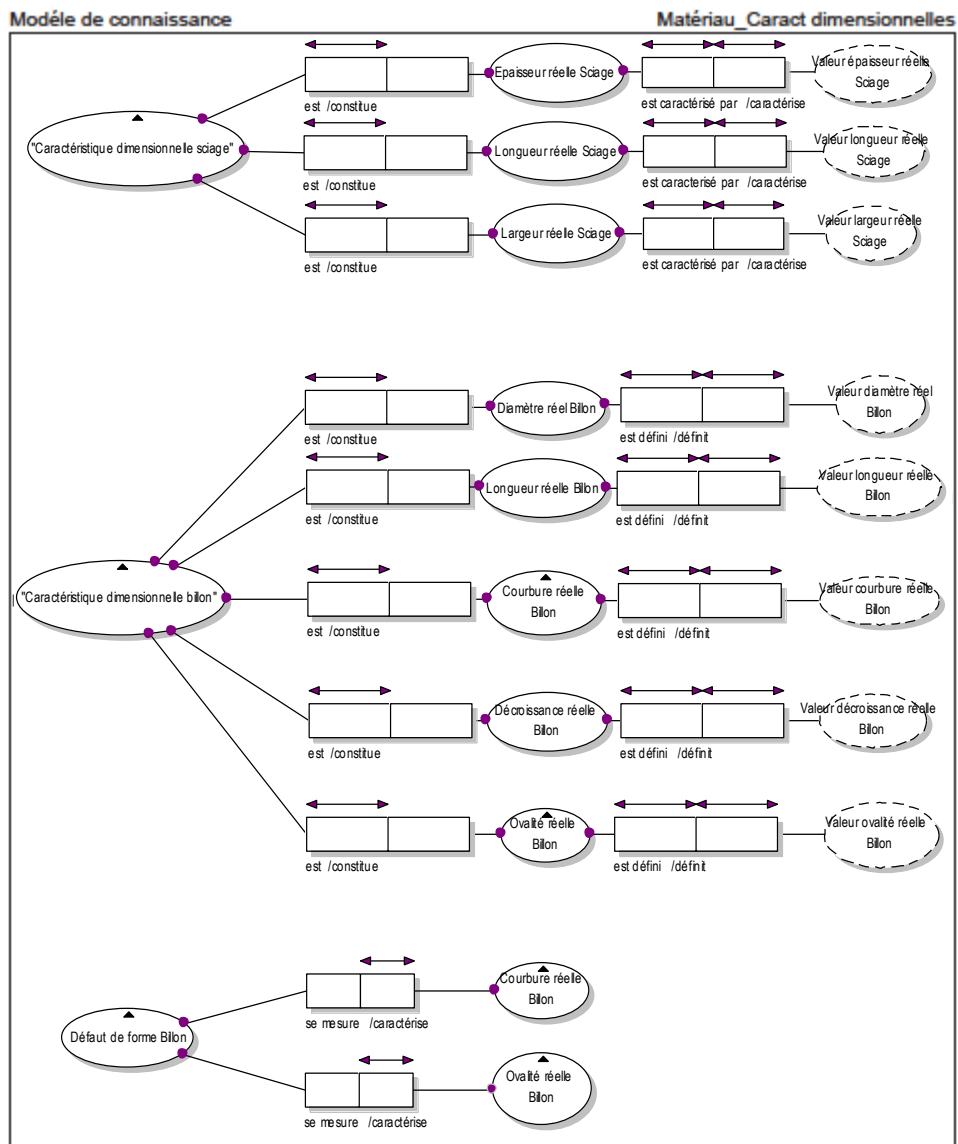 Modéle de connaissance
Matériau_Caract dimensionnelles
"Caractéristique dimensionnelle sciage"
est /constitue
Epaisseur réelle Sciage
est caractérisé par /caractérise
Valeur épaisseur réelle
Sciage
est /constitue
Longueur réelle Sciage
est caracterisé par /caractérise
Valeur longueur réelle
Sciage
est /constitue
Largeur réelle Sciage
est caractérisé par /caractérise
Valeur largeur réelle
Sciage
"Caractéristique dimensionnelle billon"
est /constitue
Diamètre réel Billon
est défini /définit
Valeur diamètre réel
Billon
est /constitue
Longueur réelle Billon
est défini /définit
Valeur longueur réelle
Billon
est /constitue
Courbure réelle
Billon
est défini /définit
Valeur courbure réelle
Billon
est /constitue
Décroissance réelle
Billon
est défini /définit
Valeur décroissance réelle
Billon
est /constitue
Ovalité réelle
Billon
est défini /définit
Valeur ovalité réelle
Billon
Défaut de forme Billon
se mesure /caractérise
Courbure réelle
Billon
se mesure /caractérise
Ovalité réelle
Billon